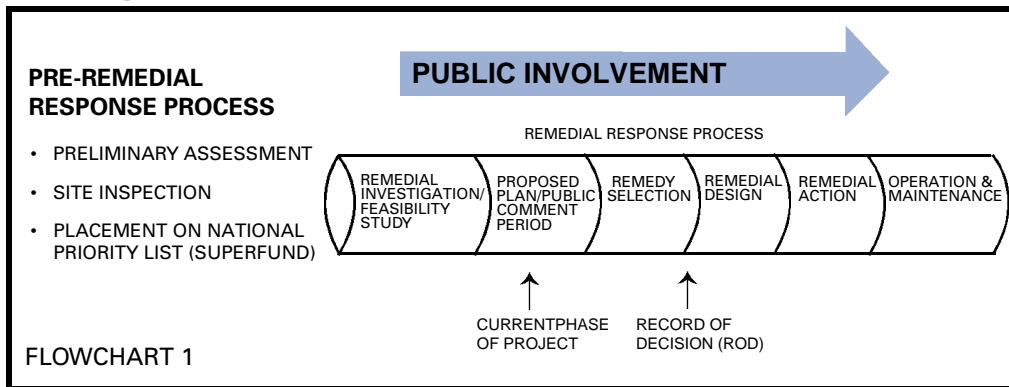 PRE-REMEDIAL
RESPONSE PROCESS
• PRELIMINARY ASSESSMENT
• SITE INSPECTION
• PLACEMENT ON NATIONAL
PRIORITY LIST (SUPERFUND)
PUBLIC INVOLVEMENT
REMEDIAL RESPONSE PROCESS
REMEDIAL
INVESTIGATION/
FEASIBILITY
STUDY
PROPOSED
PLAN/PUBLIC
COMMENT
PERIOD
REMEDY
SELECTION
REMEDIAL
DESIGN
REMEDIAL
ACTION
OPERATION &
MAINTENANCE
CURRENTPHASE
OF PROJECT
RECORD OF
DECISION (ROD)
FLOWCHART 1